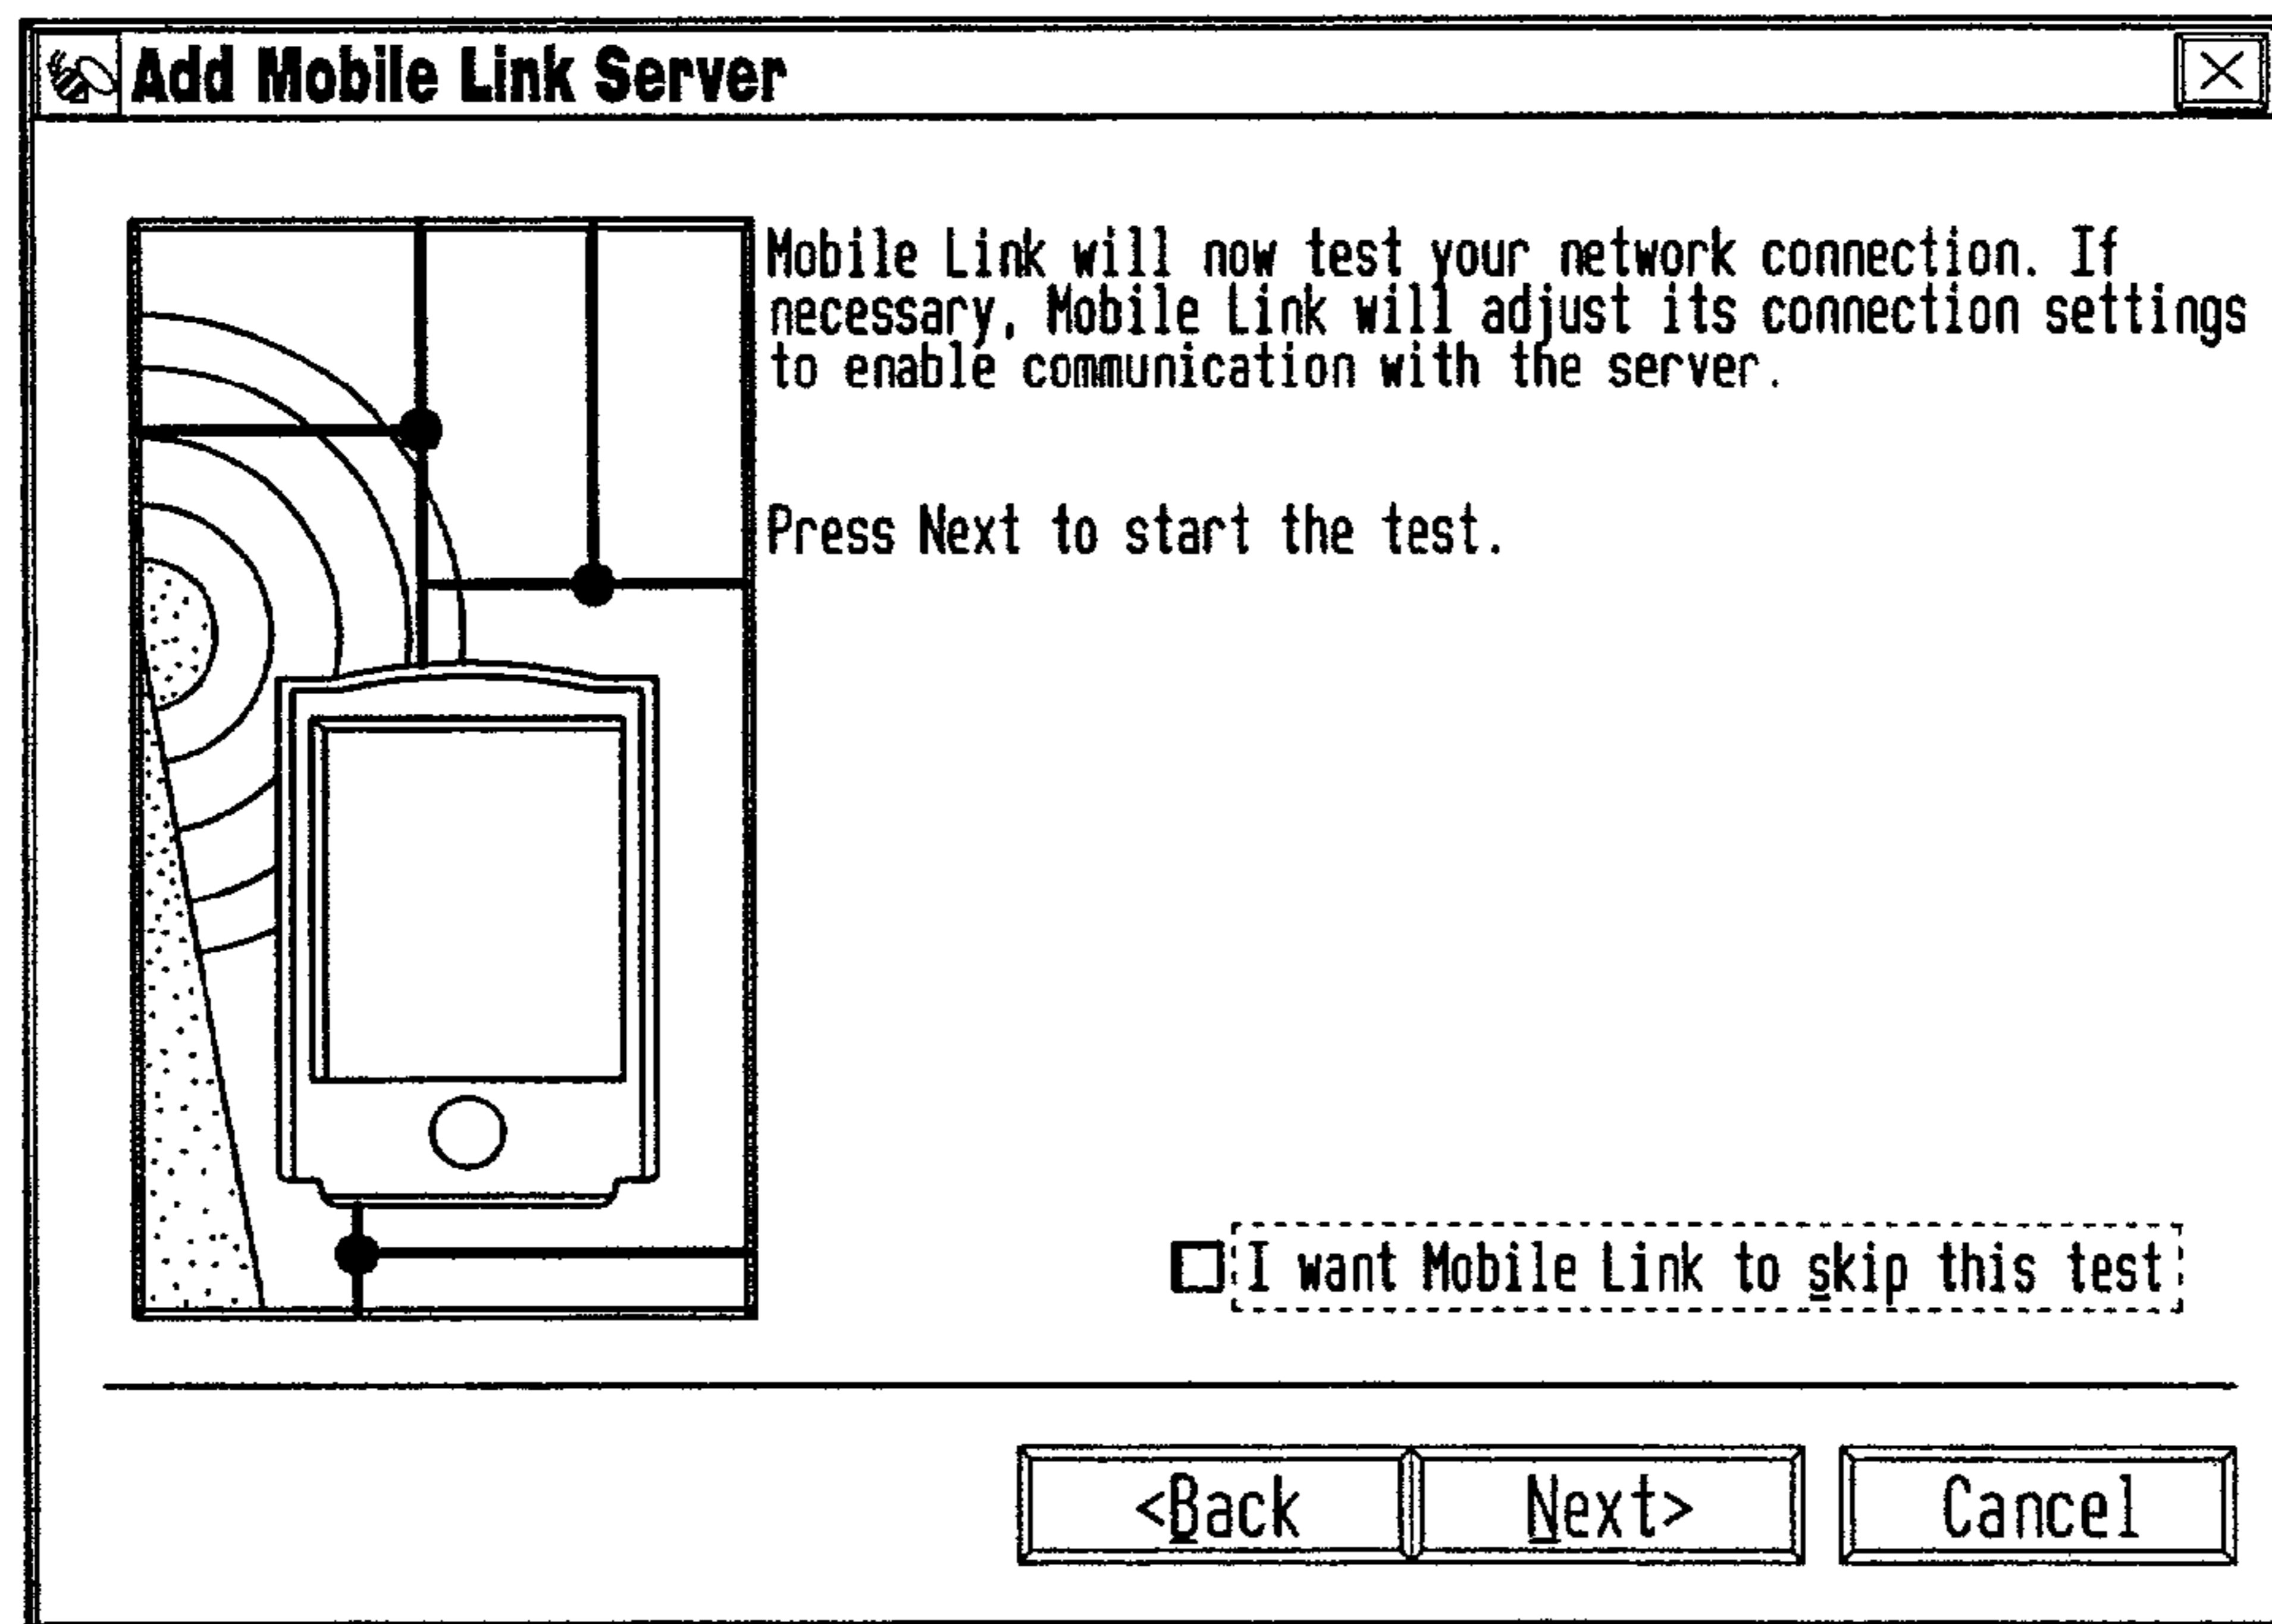 Add Mobile Link Server
Mobile Link will now test your network connection. If
necessary, Mobile Link will adjust its connection settings
to enable communication with the server.
Press Next to start the test.
I want Mobile Link to skip this test
<Back
Next>
Cancel